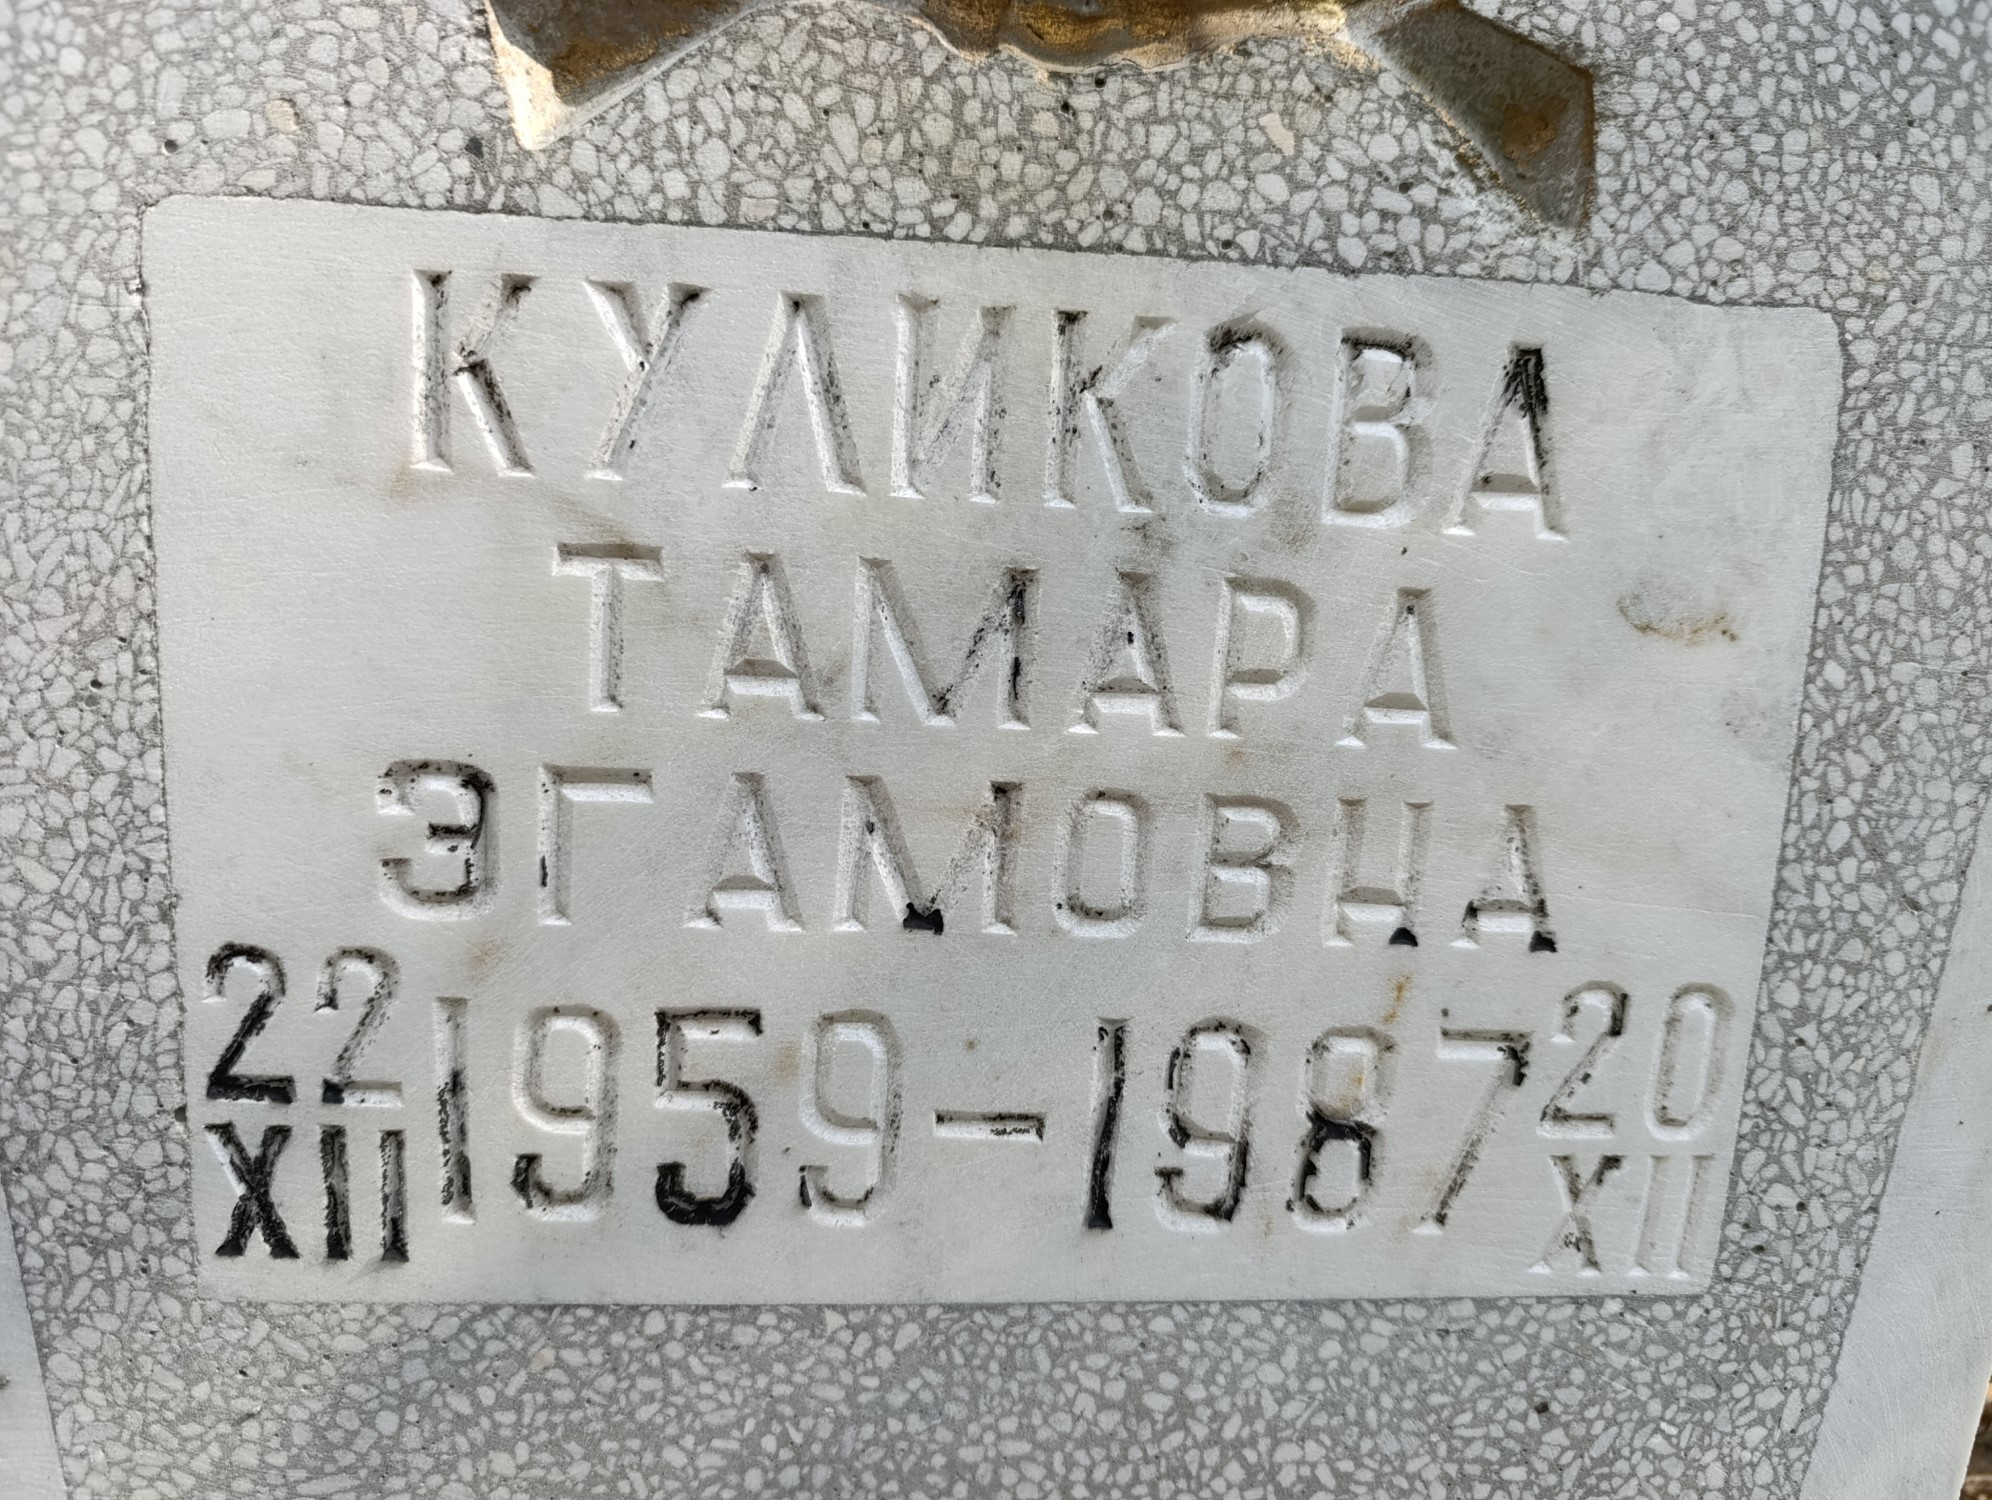 КУЛИКОВА
ТАМАРА
ЭГАМОВНА
22/XII 1959-1987 20/XII